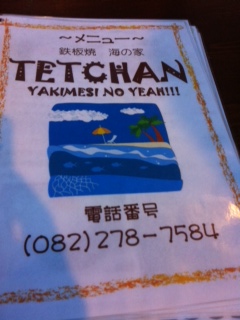 ～メニュー～
鉄板焼 海の家
TETCHAN
YAKIMESI NO YEAH!!!
電話番号
(082)278-7584